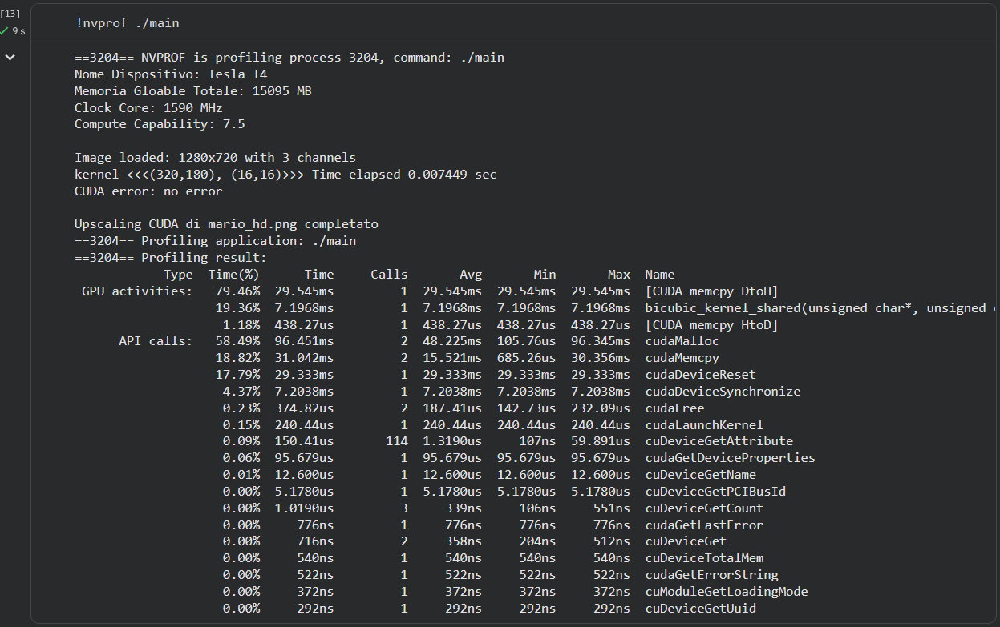 [13]
✓ 9s
!nvprof ./main
==3204== NVPROF is profiling process 3204, command: ./main
Nome Dispositivo: Tesla T4
Memoria Gloable Totale: 15095 MB
Clock Core: 1590 MHz
Compute Capability: 7.5
Image loaded: 1280x720 with 3 channels
kernel <<<(320,180), (16,16)>>> Time elapsed 0.007449 sec
CUDA error: no error
Upscaling CUDA di mario_hd.png completato
==3204== Profiling application: ./main
==3204== Profiling result:
Type Time(%) Time Calls Avg Min Max Name
GPU activities: 79.46% 29.545ms 1 29.545ms 29.545ms 29.545ms [CUDA memcpy DtoH]
19.36% 7.1968ms 1 7.1968ms 7.1968ms 7.1968ms bicubic_kernel_shared(unsigned char*, unsigned
1.18% 438.27us 1 438.27us 438.27us 438.27us [CUDA memcpy HtoD]
API calls: 58.49% 96.451ms 2 48.225ms 105.76us 96.345ms cudaMalloc
18.82% 31.042ms 2 15.521ms 685.26us 30.356ms cudaMemcpy
17.79% 29.333ms 1 29.333ms 29.333ms 29.333ms cudaDeviceReset
4.37% 7.2038ms 1 7.2038ms 7.2038ms 7.2038ms cudaDeviceSynchronize
0.23% 374.82us 2 187.41us 142.73us 232.09us cudaFree
0.15% 240.44us 1 240.44us 240.44us 240.44us cudaLaunchKernel
0.09% 150.41us 114 1.3190us 107ns 59.891us cuDeviceGetAttribute
0.06% 95.679us 1 95.679us 95.679us 95.679us cudaGetDeviceProperties
0.01% 12.600us 1 12.600us 12.600us 12.600us cuDeviceGetName
0.00% 5.1780us 1 5.1780us 5.1780us 5.1780us cuDeviceGetPCIBusId
0.00% 1.0190us 3 339ns 106ns 551ns cuDeviceGetCount
0.00% 776ns 1 776ns 776ns 776ns cudaGetLastError
0.00% 716ns 2 358ns 204ns 512ns cuDeviceGet
0.00% 540ns 1 540ns 540ns 540ns cuDeviceTotalMem
0.00% 522ns 1 522ns 522ns 522ns cudaGetErrorString
0.00% 372ns 1 372ns 372ns 372ns cuModuleGetLoadingMode
0.00% 292ns 1 292ns 292ns 292ns cuDeviceGetUuid